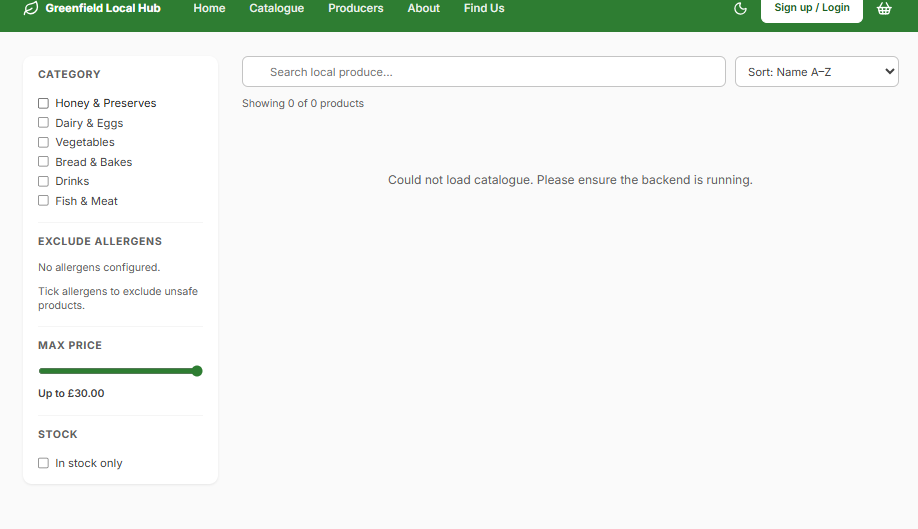 Greenfield Local Hub Home Catalogue Producers About Find Us Sign up / Login
CATEGORY
Honey & Preserves
Dairy & Eggs
Vegetables
Bread & Bakes
Drinks
Fish & Meat
EXCLUDE ALLERGENS
No allergens configured.
Tick allergens to exclude unsafe
products.
MAX PRICE
Up to £30.00
STOCK
In stock only
Search local produce...
Sort: Name A–Z
Showing 0 of 0 products
Could not load catalogue. Please ensure the backend is running.